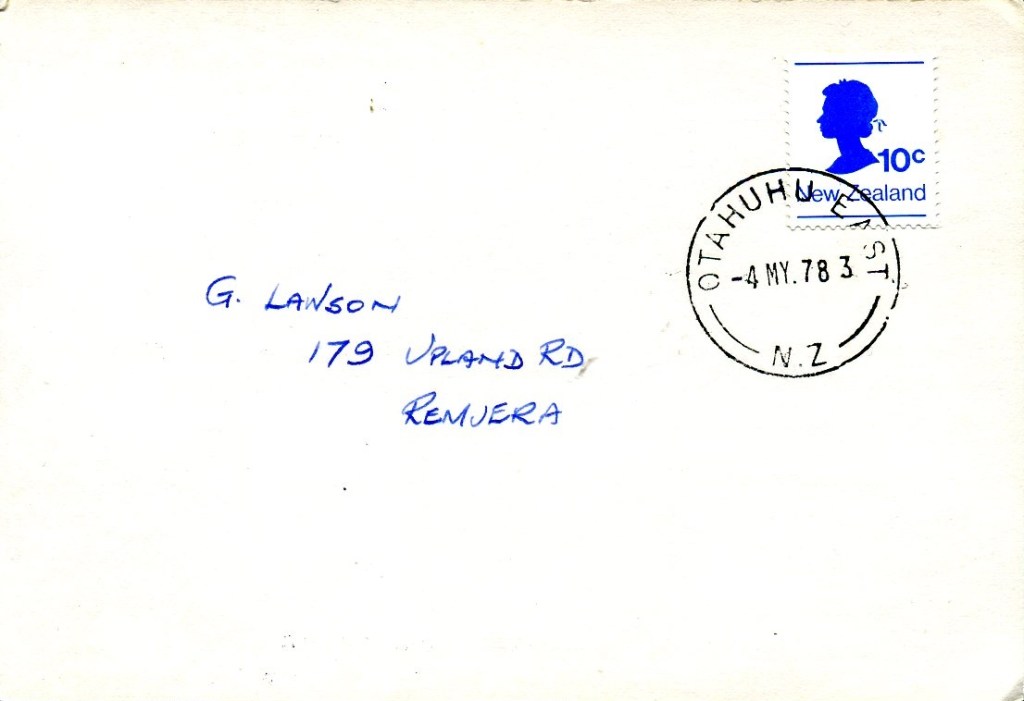 10c
New Zealand
OTAHUHU EAST
-4 MY.78 3
N.Z
G. LAWSON
179 UPLAND RD
REMUERA